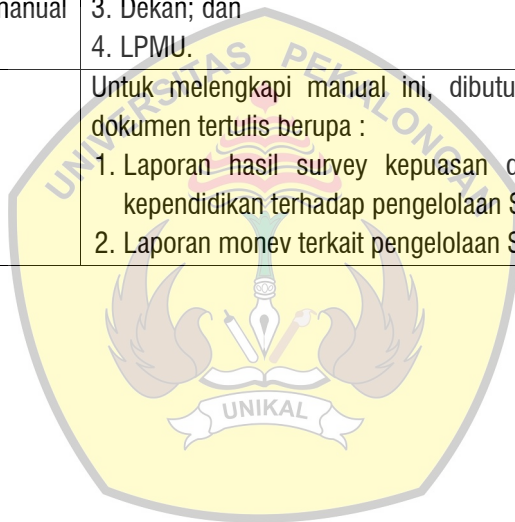 manual 3. Dekan; dan
4. LPMU.
Untuk melengkapi manual ini,
dokumen tertulis berupa :
1. Laporan hasil survey kepuasan
kependidikan terhadap pengelolaan
2. Laporan monev terkait pengelolaan
UNIVERSITAS PEKALONGAN
UNIKAL